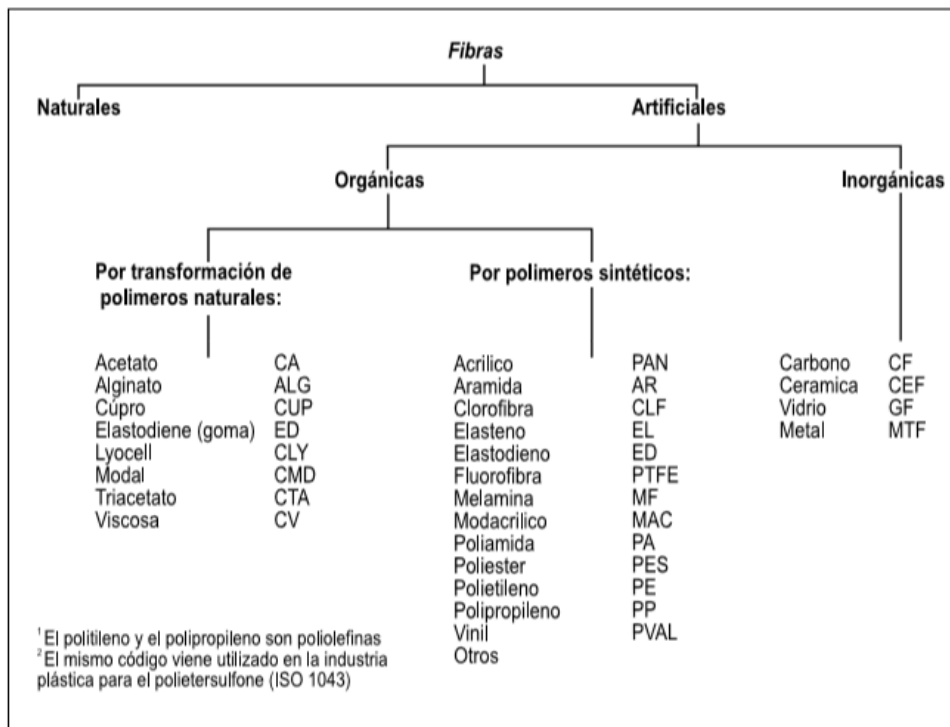 Fibras
Naturales
Artificiales
Orgánicas
Inorgánicas
Por transformación de
polimeros naturales:
Acetato CA
Alginato ALG
Cúpro CUP
Elastodiene (goma) ED
Lyocell CLY
Modal CMD
Triacetato CTA
Viscosa CV
Por polimeros sintéticos:
Acrilico PAN
Aramida AR
Clorofibra CLF
Elasteno EL
Elastodieno ED
Fluorofibra PTFE
Melamina MF
Modacrilico MAC
Poliamida PA
Poliester PES
Polietileno PE
Polipropileno PP
Vinil PVAL
Otros
Carbono CF
Ceramica CEF
Vidrio GF
Metal MTF
¹El politileno y el polipropileno son poliolefinas
²El mismo código viene utilizado en la industria
plástica para el polietersulfone (ISO 1043)